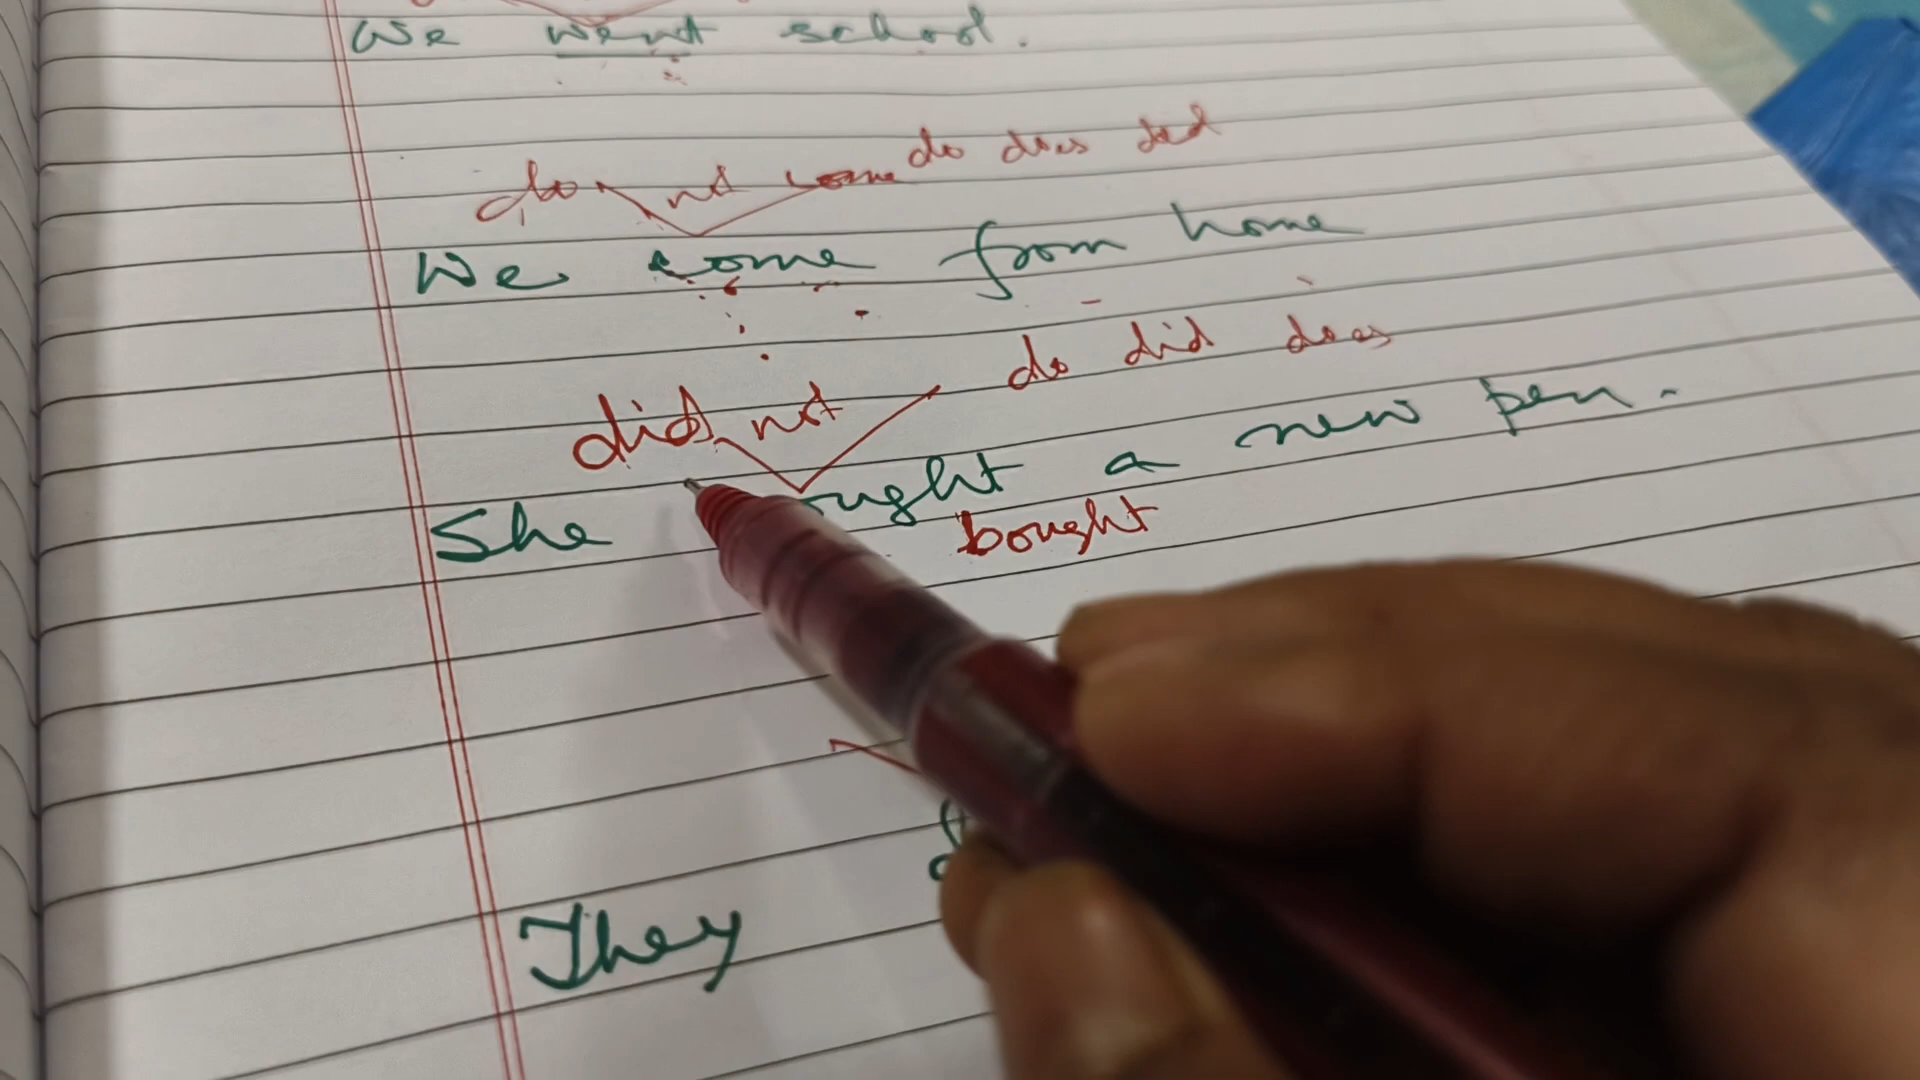 We went school.
do not come do does did
We come from home
did not do did does
She ought a new pen.
bought
They